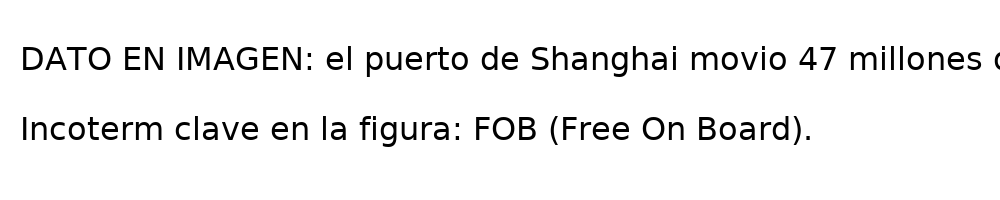 DATO EN IMAGEN: el puerto de Shanghai movio 47 millones
Incoterm clave en la figura: FOB (Free On Board).